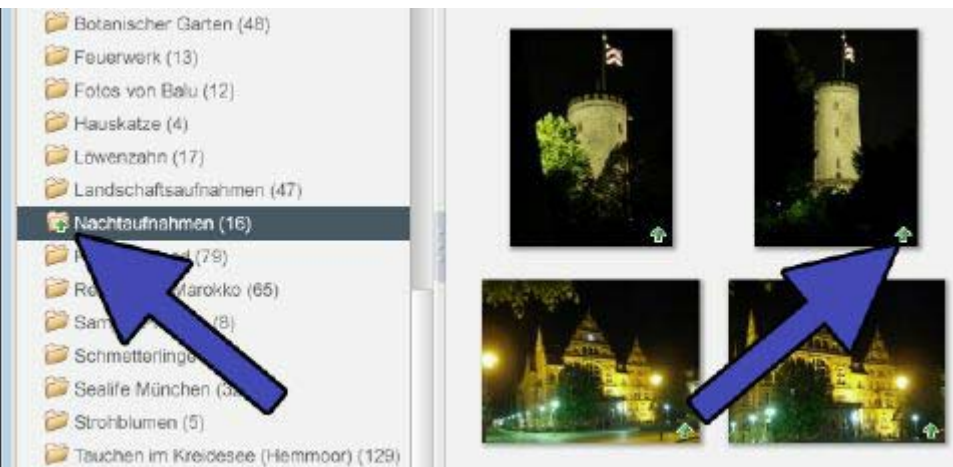 Botanischer Garten (48)
Feuerwerk (13)
Fotos von Balu (12)
Hauskatze (4)
Löwenzahn (17)
Landschaftsaufnahmen (47)
Nachtaufnahmen (16)
(79)
Marokko (65)
(8)
Schmetterlinge
Sealife München
Strohblumen (5)
Tauchen im Kreidesee (Hemmoor) (129)